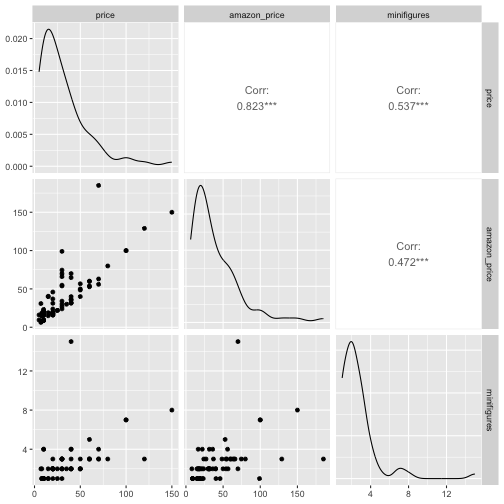 price amazon_price minifigures
0.020
0.015
0.010
0.005
0.000
Corr:
0.823***
Corr:
0.537***
price
150
100
50
0
Corr:
0.472***
amazon_price
12
8
4
minifigures
0 50 100 150 0 50 100 150 4 8 12